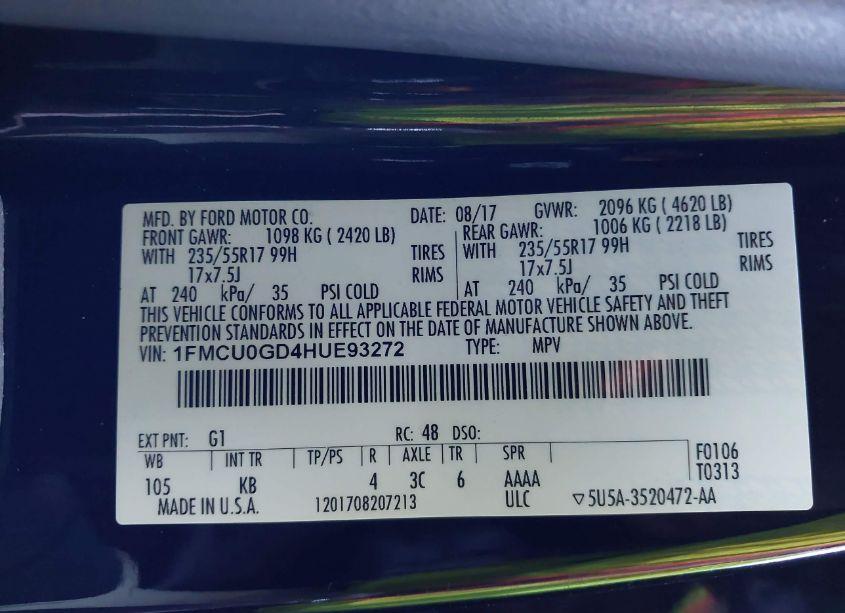 MFD. BY FORD MOTOR CO. DATE: 08/17 GVWR: 2096 KG ( 4620 LB)
FRONT GAWR: 1098 KG ( 2420 LB) REAR GAWR: 1006 KG ( 2218 LB)
WITH 235/55R17 99H TIRES WITH 235/55R17 99H TIRES
17x7.5J RIMS 17x7.5J RIMS
AT 240 kPa/ 35 PSI COLD AT 240 kPa/ 35 PSI COLD
THIS VEHICLE CONFORMS TO ALL APPLICABLE FEDERAL MOTOR VEHICLE SAFETY AND THEFT
PREVENTION STANDARDS IN EFFECT ON THE DATE OF MANUFACTURE SHOWN ABOVE.
VIN: 1FMCU0GD4HUE93272 TYPE: MPV
EXT PNT: G1 RC: 48 DSO: F0106
WB INT TR TP/PS R AXLE TR SPR T0313
105 KB 4 3C 6 AAAA
MADE IN U.S.A. 1201708207213 ULC ▽5U5A-3520472-AA